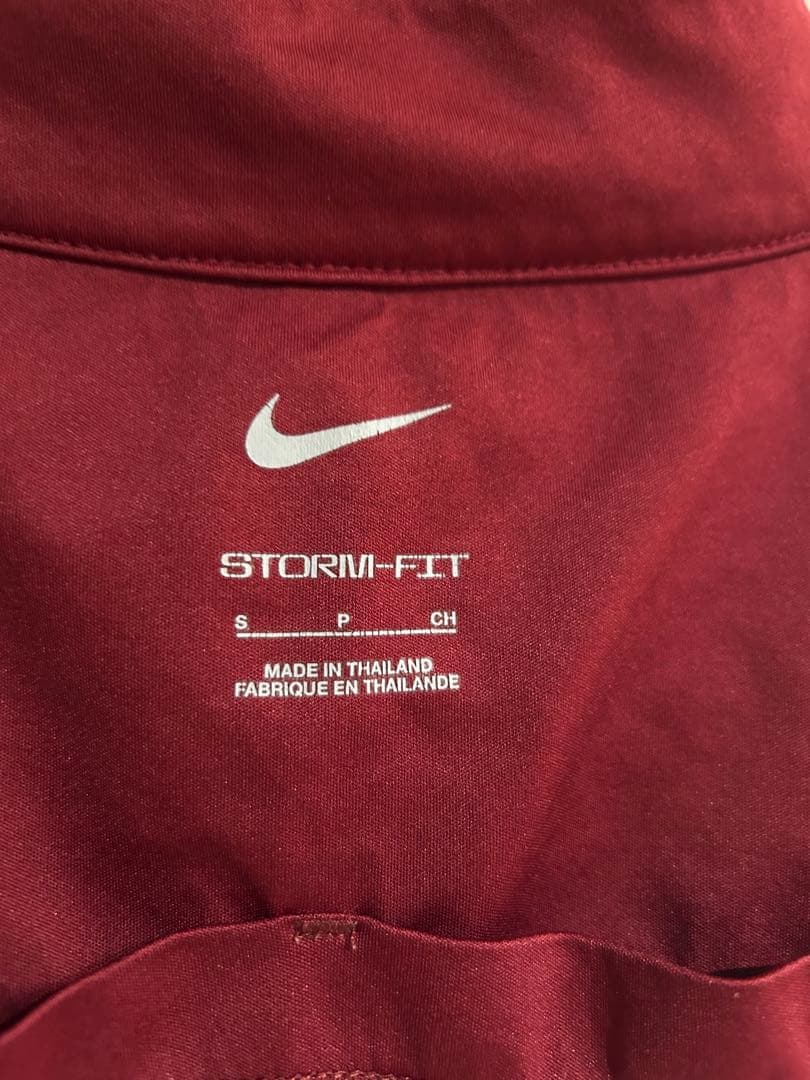 STORM-FIT
S P CH
MADE IN THAILAND
FABRIQUE EN THAILANDE